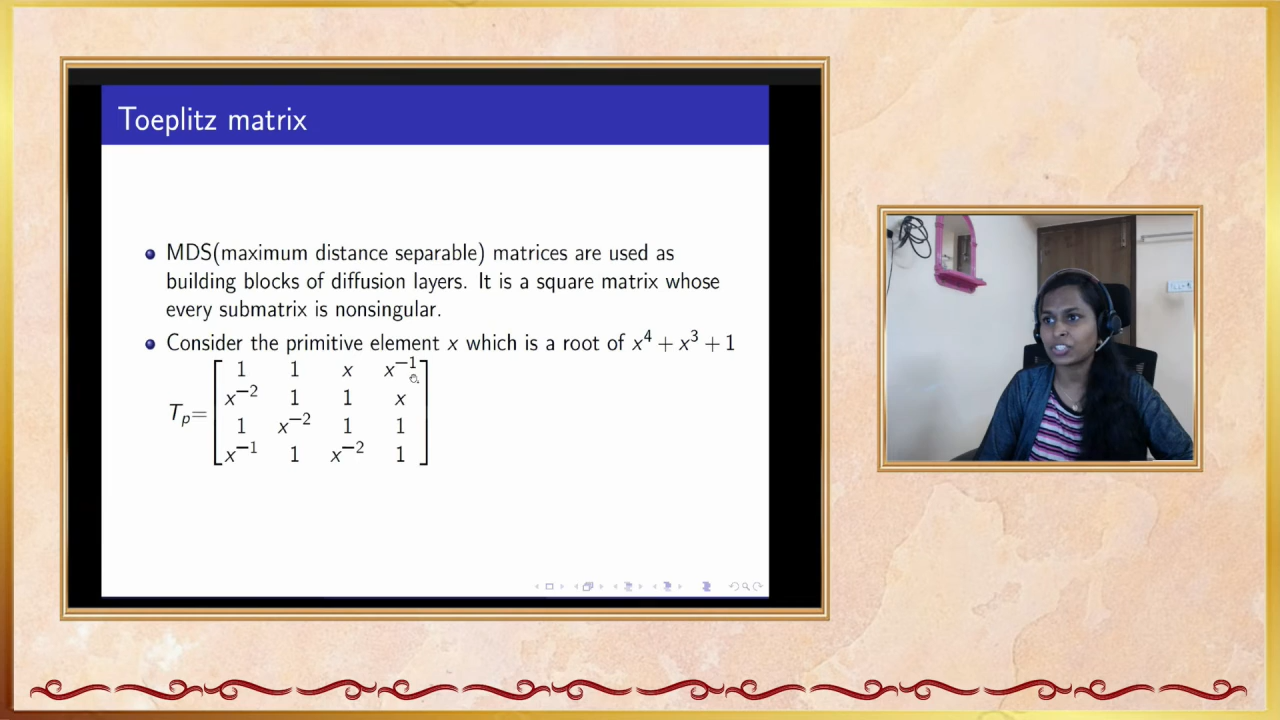 Toeplitz matrix
MDS(maximum distance separable) matrices are used as
building blocks of diffusion layers. It is a square matrix whose
every submatrix is nonsingular.
Consider the primitive element x which is a root of x⁴ + x³ + 1
1 1 x x⁻¹
x⁻² 1 1 x
Tₚ=
1 x⁻² 1 1
x⁻¹ 1 x⁻² 1